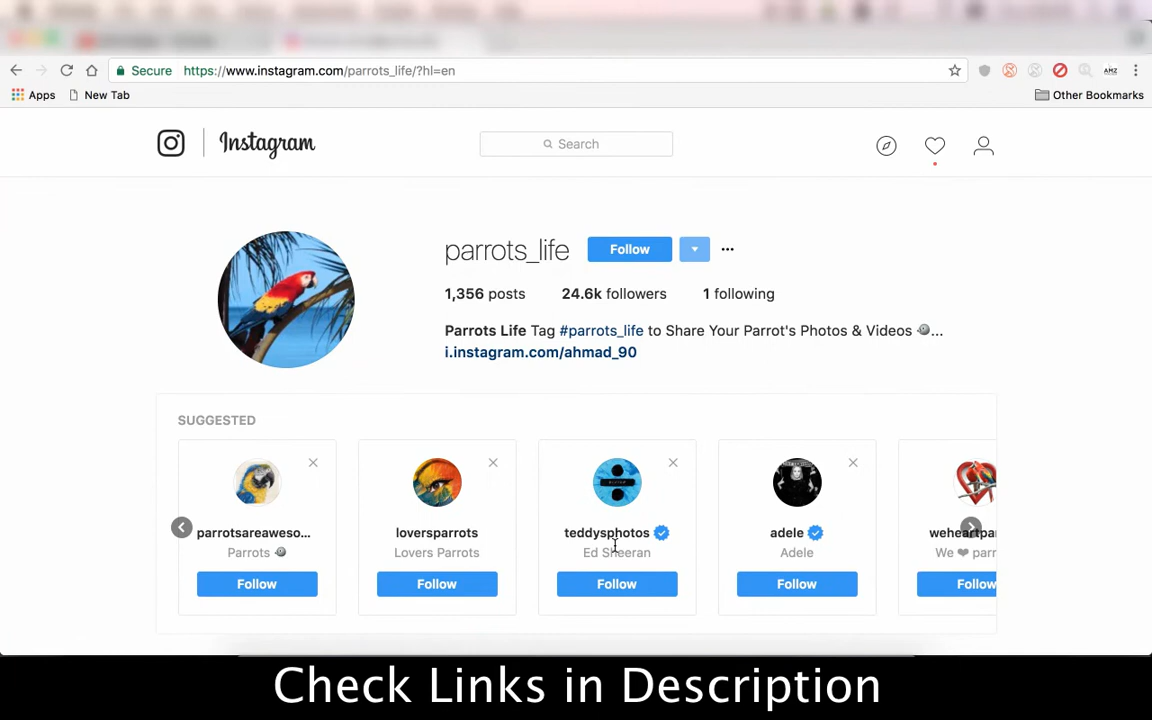 Secure https://www.instagram.com/parrots_life/?hl=en
AMZ
Apps New Tab Other Bookmarks
Instagram Search
parrots_life Follow
1,356 posts 24.6k followers 1 following
Parrots Life Tag #parrots_life to Share Your Parrot's Photos & Videos ...
i.instagram.com/ahmad_90
SUGGESTED
parrotsareaweso... loversparrots teddysphotos adele weheartpa
Parrots Lovers Parrots Ed Sheeran Adele We ❤ parr
Follow Follow Follow Follow Follow
Check Links in Description